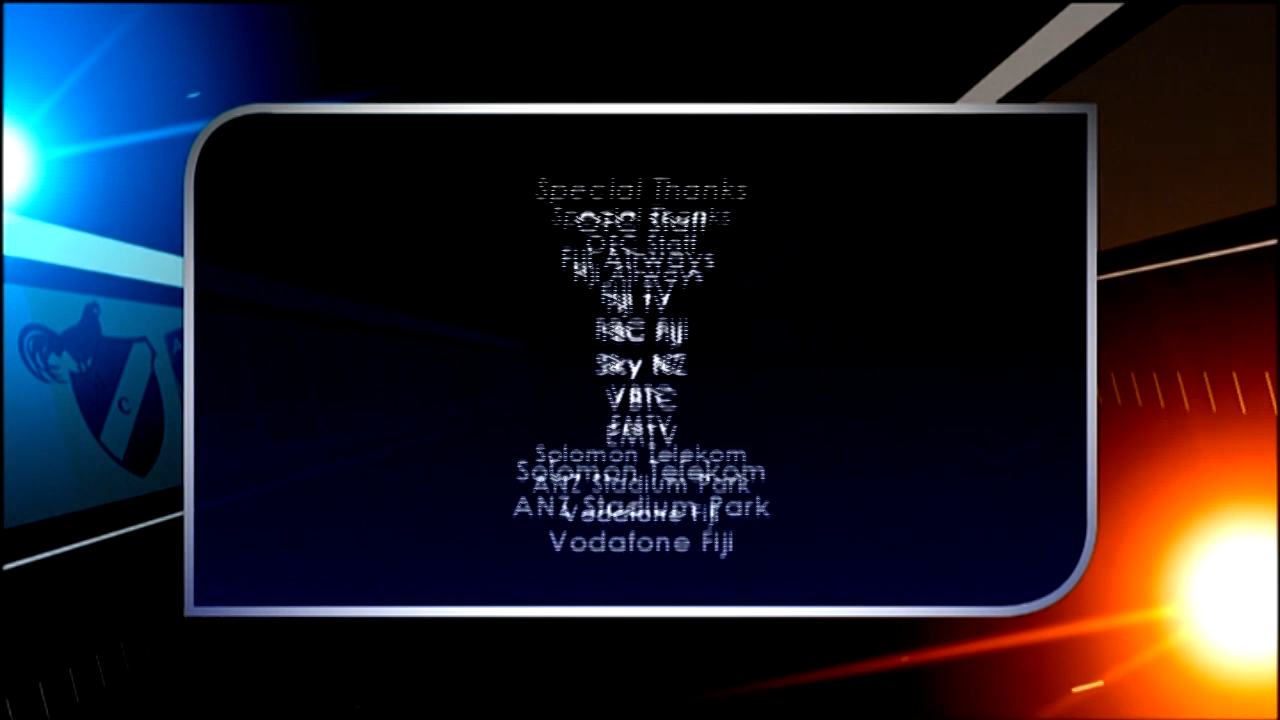 Special Thanks
OFC Staff
Fiji Airways
Fiji TV
FBC Fiji
Sky NZ
VBTC
EMTV
Solomon Telekom
ANZ Stadium Park
Vodafone Fiji
C